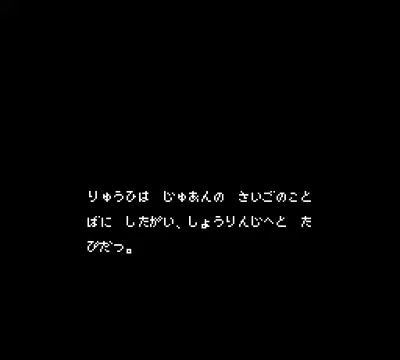 りゅうひは　じゅあんの　さいごのこと
ばに　したがい、しょうりんじへと　た
びだつ。